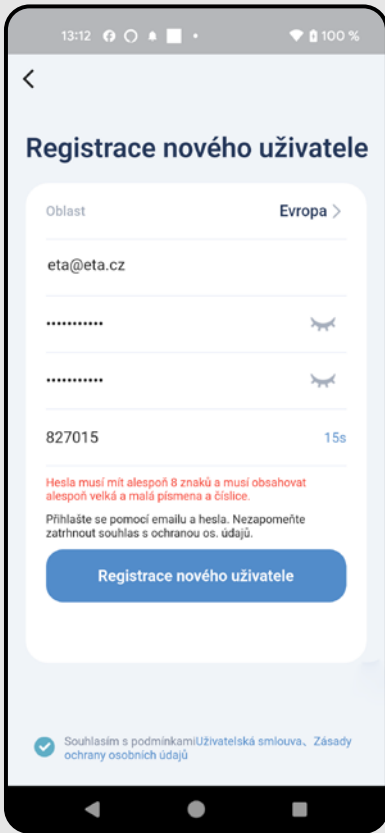 13:12 100 %
Registrace nového uživatele
Oblast Evropa
eta@eta.cz
•••••••••••
•••••••••••
827015 15s
Hesla musí mít alespoň 8 znaků a musí obsahovat
alespoň velká a malá písmena a číslice.
Přihlašte se pomocí emailu a hesla. Nezapomeňte
zatrhnout souhlas s ochranou os. údajů.
Registrace nového uživatele
Souhlasím s podmínkamiUživatelská smlouva、Zásady
ochrany osobních údajů